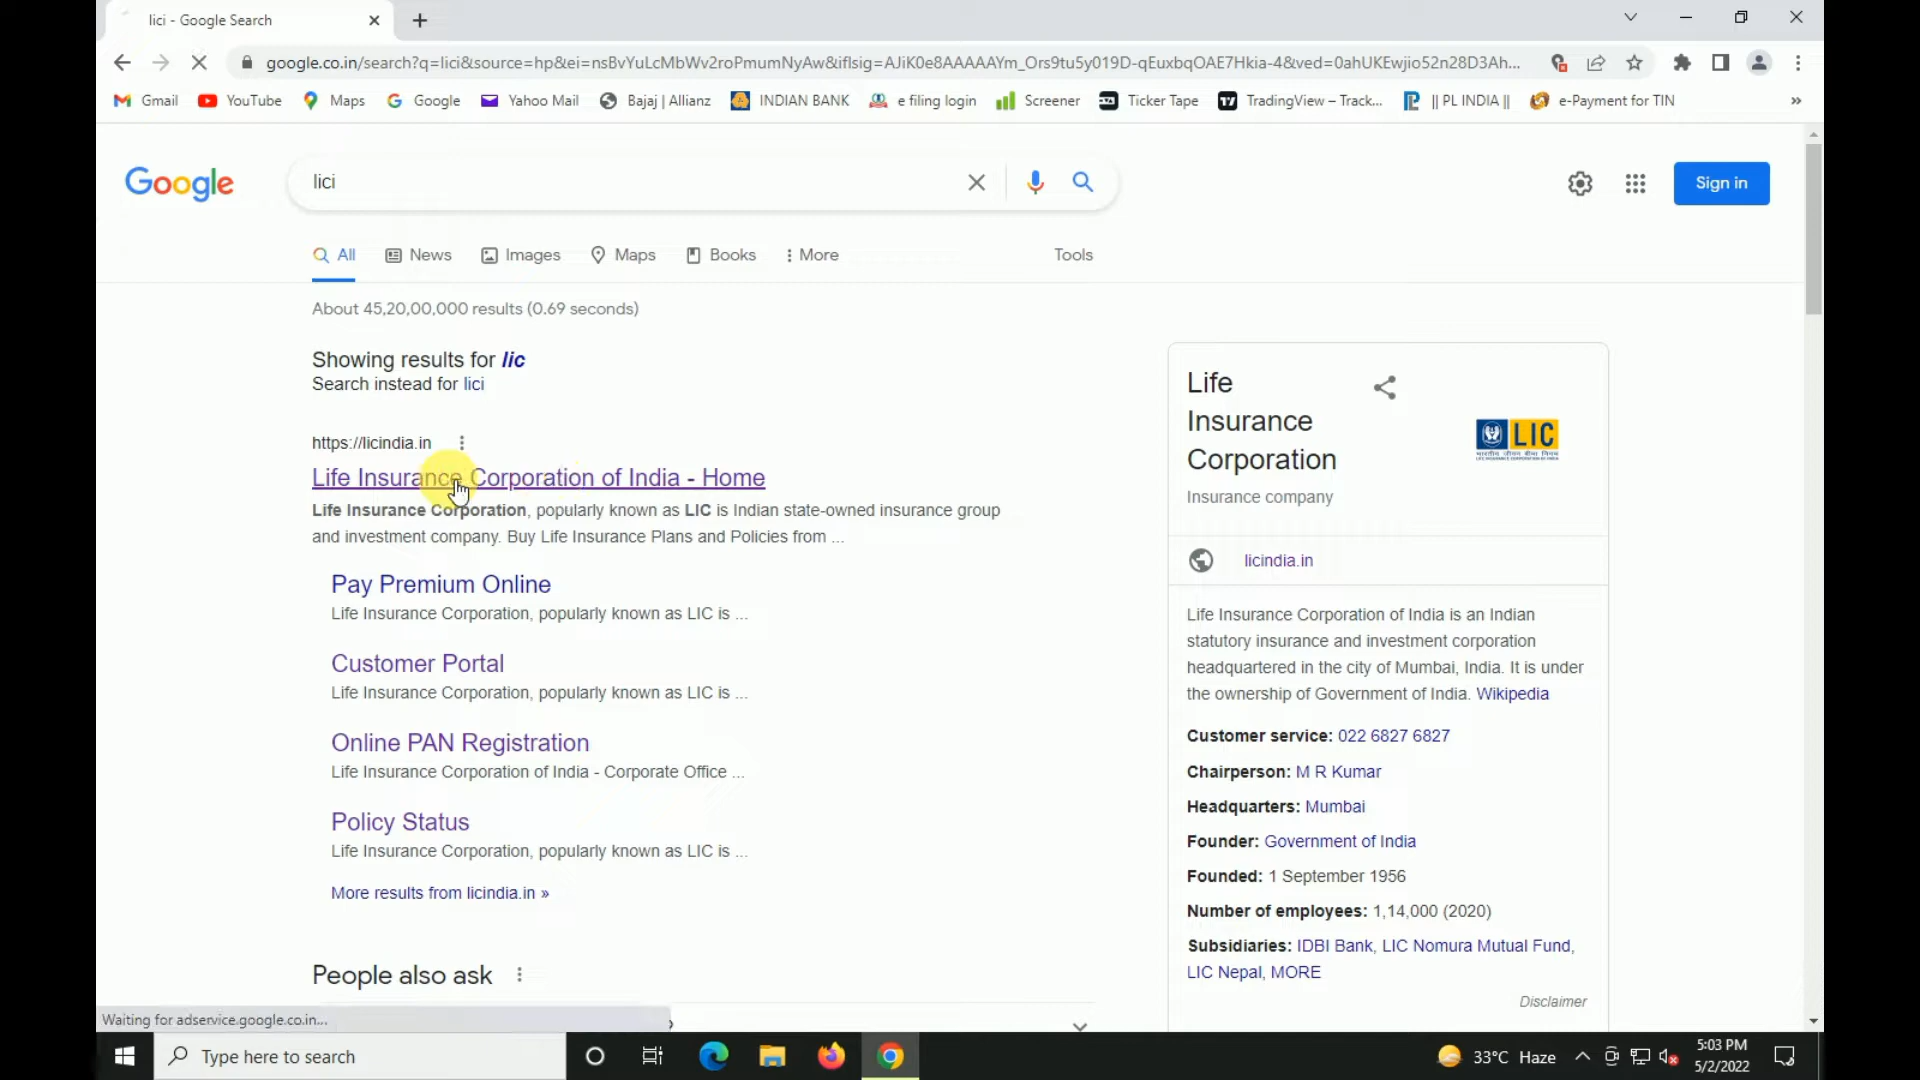 lici - Google Search
google.co.in/search?q=lici&source=hp&ei=nsBvYuLcMbWv2roPmumNyAw&iflsig=AJiK0e8AAAAAYm_Ors9tu5y019D-qEuxbqOAE7Hkia-4&ved=0ahUKEwjio52n28D3Ah...
Gmail YouTube Maps Google Yahoo Mail Bajaj | Allianz INDIAN BANK e filing login Screener Ticker Tape TradingView – Track... || PL INDIA || e-Payment for TIN »
Google
lici
Sign in
All News Images Maps Books More Tools
About 45,20,00,000 results (0.69 seconds)
Showing results for lic
Search instead for lici
https://licindia.in
Life Insurance Corporation of India - Home
Life Insurance Corporation, popularly known as LIC is Indian state-owned insurance group
and investment company. Buy Life Insurance Plans and Policies from ...
Pay Premium Online
Life Insurance Corporation, popularly known as LIC is ...
Customer Portal
Life Insurance Corporation, popularly known as LIC is ...
Online PAN Registration
Life Insurance Corporation of India - Corporate Office ...
Policy Status
Life Insurance Corporation, popularly known as LIC is ...
More results from licindia.in »
People also ask
Life
Insurance
Corporation
LIC
Insurance company
licindia.in
Life Insurance Corporation of India is an Indian
statutory insurance and investment corporation
headquartered in the city of Mumbai, India. It is under
the ownership of Government of India. Wikipedia
Customer service: 022 6827 6827
Chairperson: M R Kumar
Headquarters: Mumbai
Founder: Government of India
Founded: 1 September 1956
Number of employees: 1,14,000 (2020)
Subsidiaries: IDBI Bank, LIC Nomura Mutual Fund,
LIC Nepal, MORE
Disclaimer
Waiting for adservice.google.co.in...
Type here to search
33°C Haze
5:03 PM
5/2/2022